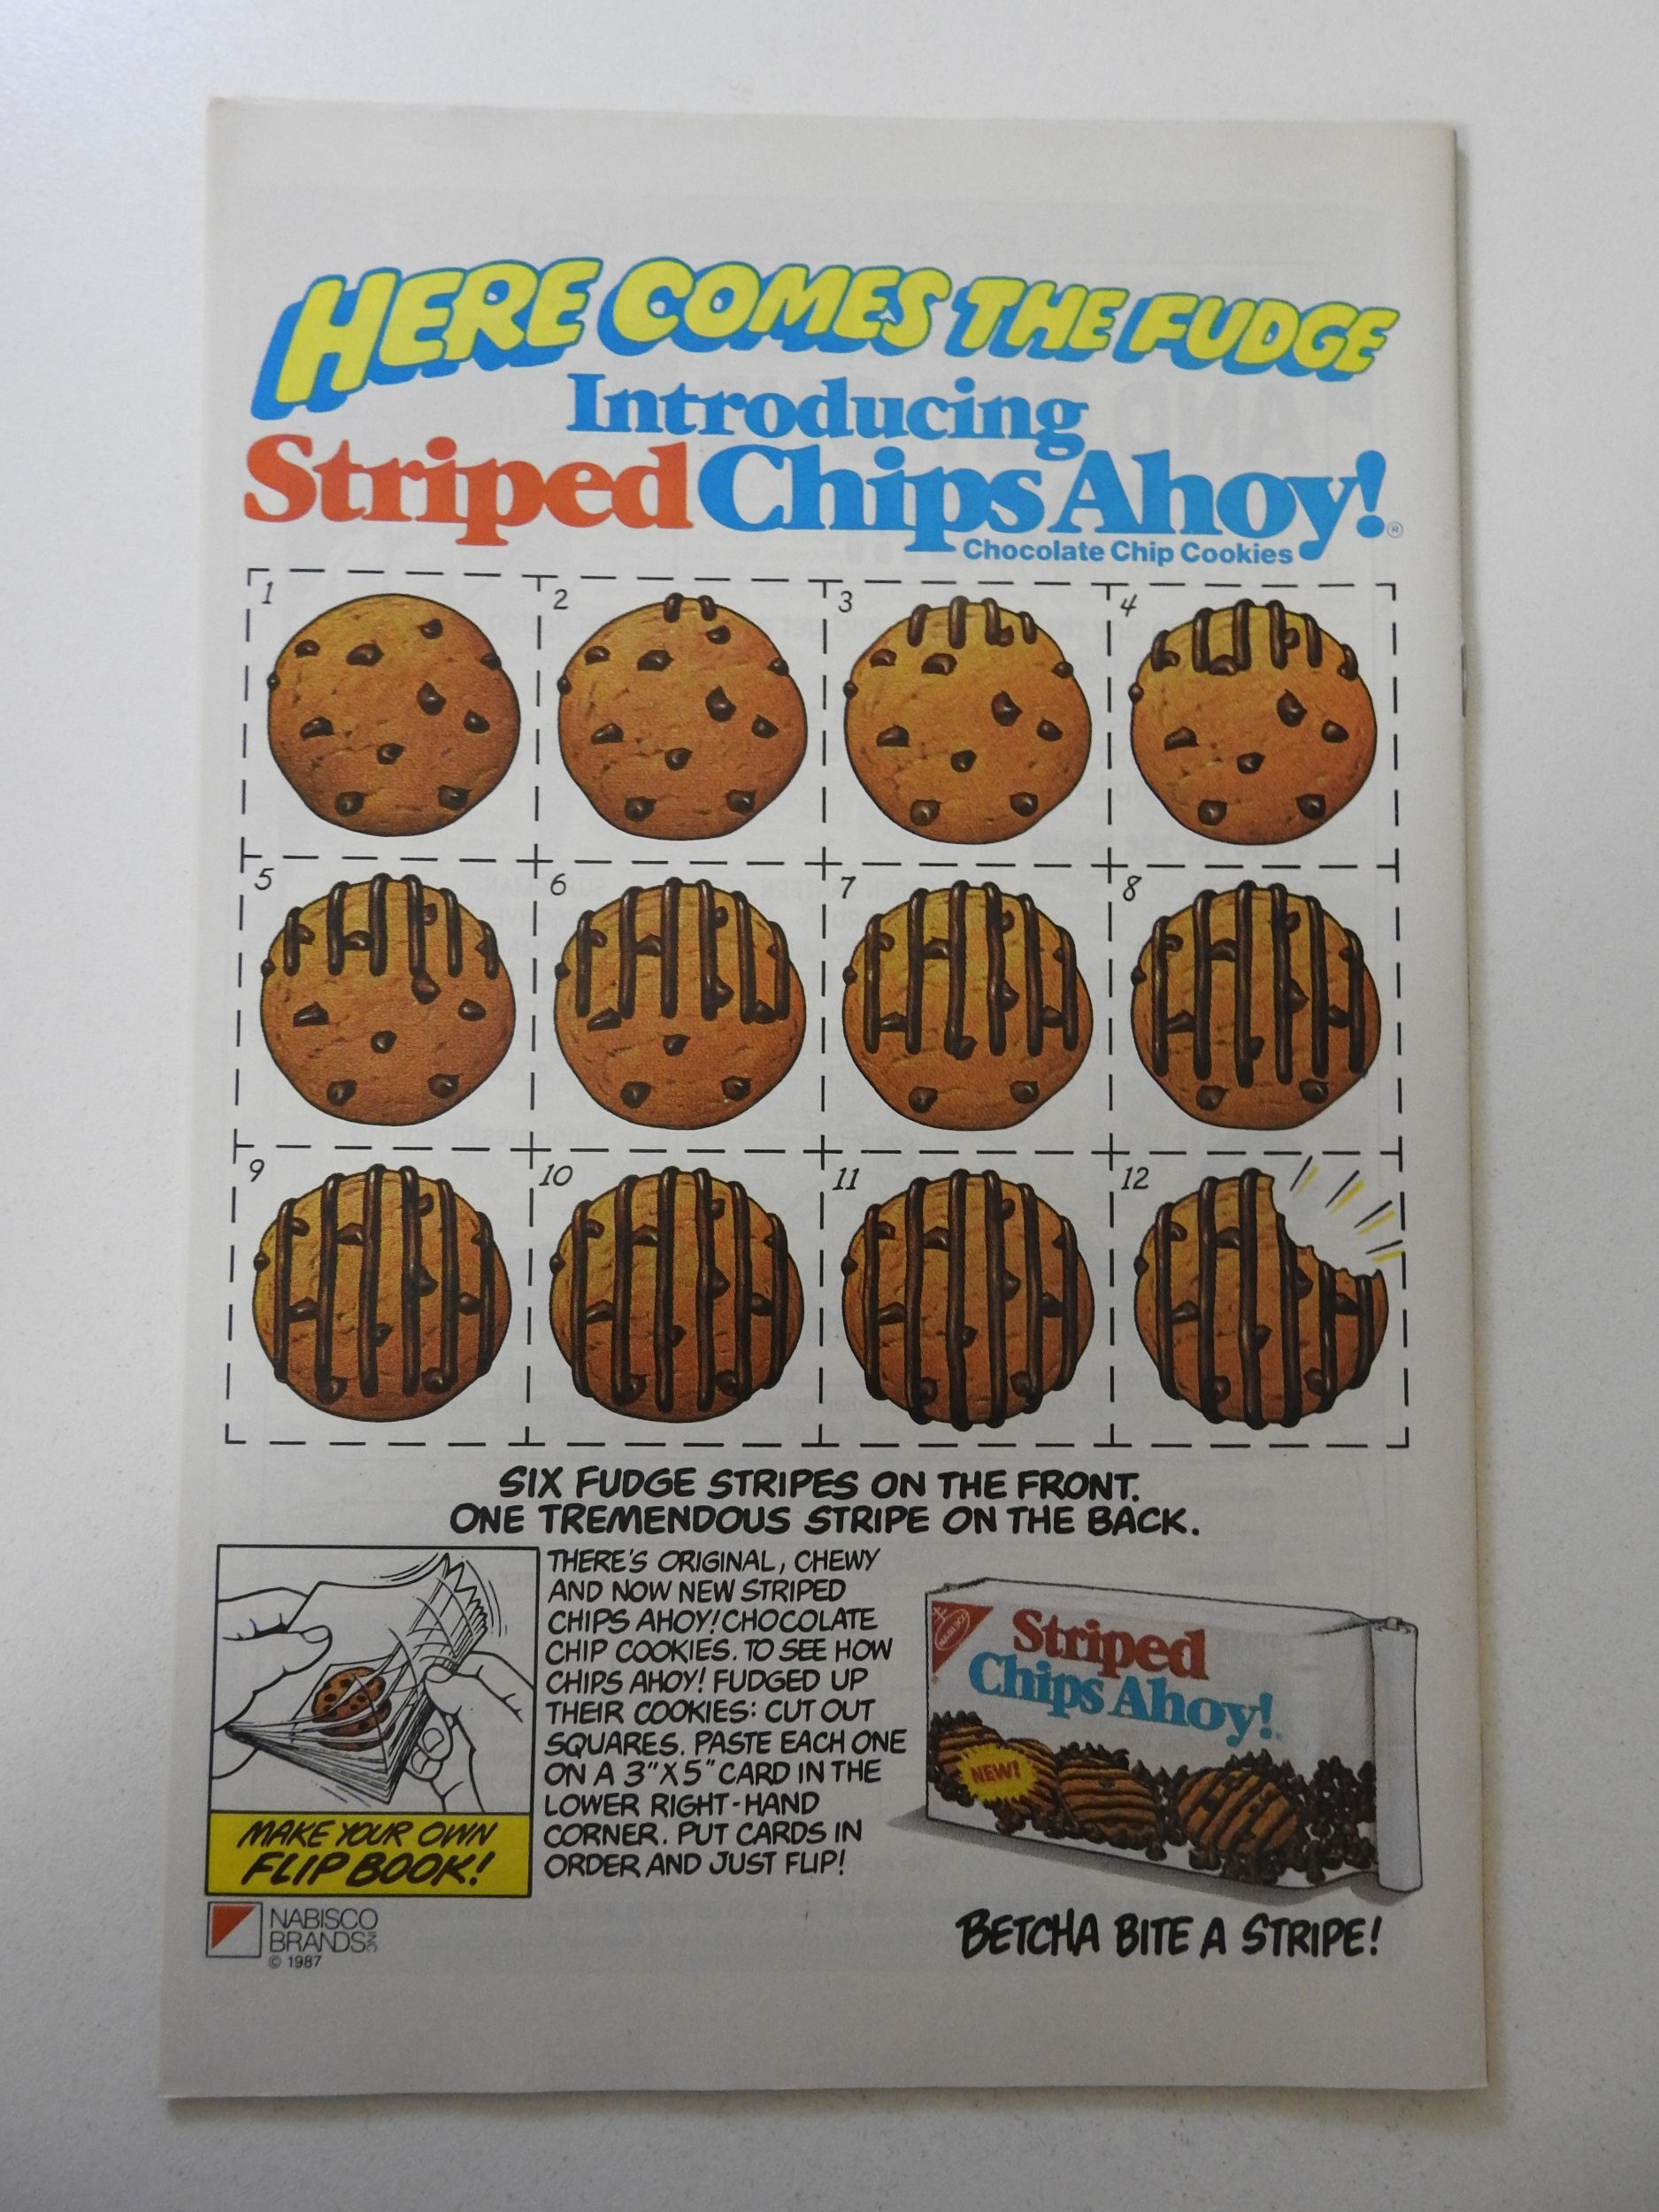 HERE COMES THE FUDGE
Introducing
Striped Chips Ahoy!®
Chocolate Chip Cookies
1
2
3
4
5
6
7
8
9
10
11
12
SIX FUDGE STRIPES ON THE FRONT.
ONE TREMENDOUS STRIPE ON THE BACK.
MAKE YOUR OWN
FLIP BOOK!
THERE'S ORIGINAL, CHEWY
AND NOW NEW STRIPED
CHIPS AHOY! CHOCOLATE
CHIP COOKIES. TO SEE HOW
CHIPS AHOY! FUDGED UP
THEIR COOKIES: CUT OUT
SQUARES. PASTE EACH ONE
ON A 3"X5" CARD IN THE
LOWER RIGHT-HAND
CORNER. PUT CARDS IN
ORDER AND JUST FLIP!
NABISCO
Striped
Chips Ahoy!
NEW!
NABISCO
BRANDS INC
© 1987
BETCHA BITE A STRIPE!